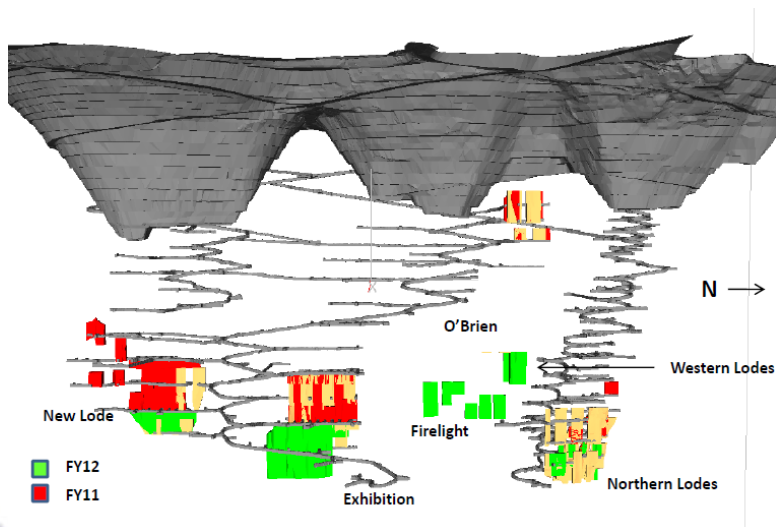 N
O'Brien
Western Lodes
New Lode
Firelight
FY12
FY11
Northern Lodes
Exhibition